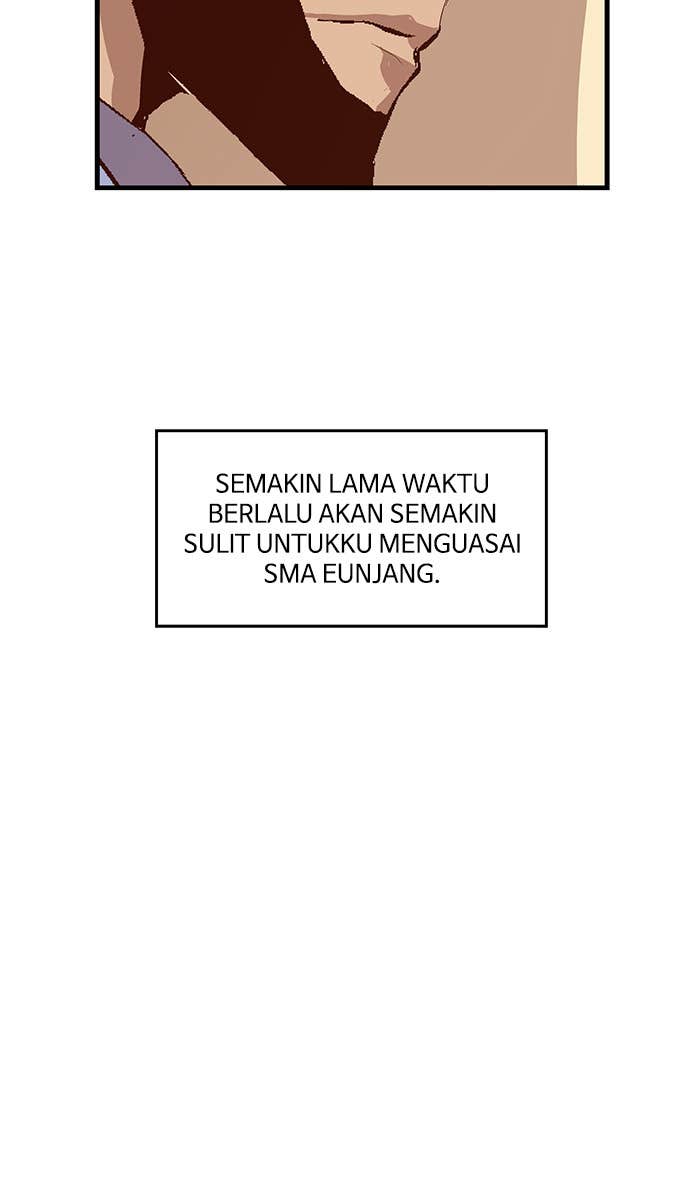 SEMAKIN LAMA WAKTU
BERLALU AKAN SEMAKIN
SULIT UNTUKKU MENGUASAI
SMA EUNJANG.